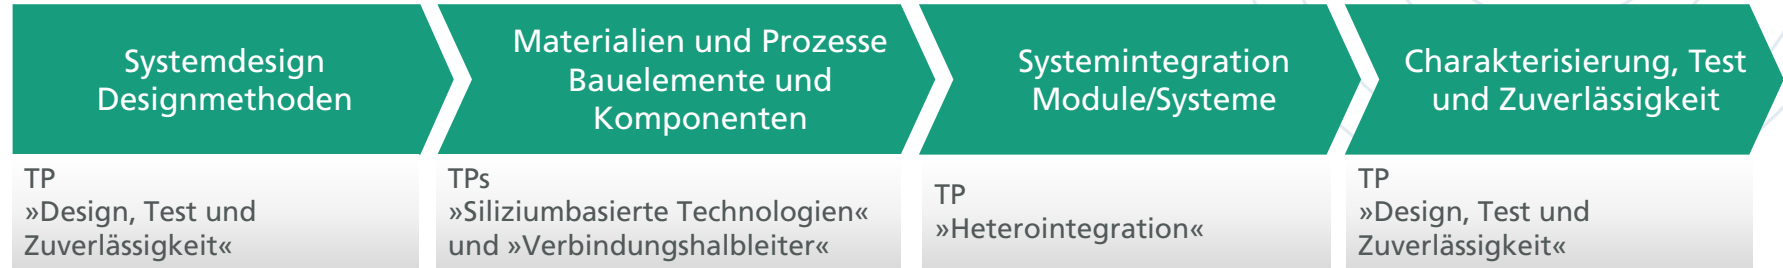 Systemdesign
Designmethoden
Materialien und Prozesse
Bauelemente und
Komponenten
Systemintegration
Module/Systeme
Charakterisierung, Test
und Zuverlässigkeit
TP
»Design, Test und
Zuverlässigkeit«
TPs
»Siliziumbasierte Technologien«
und »Verbindungshalbleiter«
TP
»Heterointegration«
TP
»Design, Test und
Zuverlässigkeit«